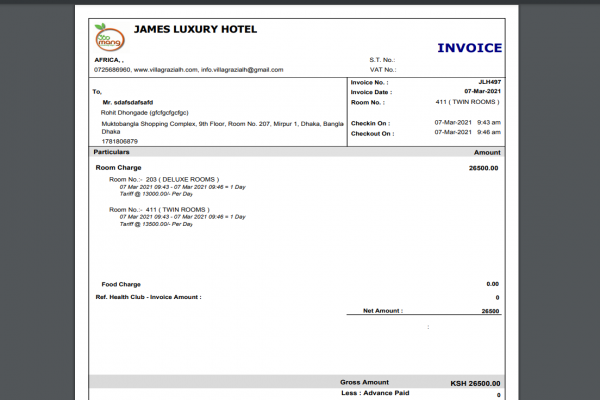 JAMES LUXURY HOTEL
mong
INVOICE
AFRICA, ,
S.T. No.:
0725686960, www.villagrazialh.com, info.villagrazialh@gmail.com
VAT No.:
Invoice No. : JLH497
Invoice Date : 07-Mar-2021
To,
Mr. sdafsdafsafd
Room No. : 411 ( TWIN ROOMS )
Rohit Dhongade (gfcfgcfgcfgc)
Muktobangla Shopping Complex, 9th Floor, Room No. 207, Mirpur 1, Dhaka, Bangla
Dhaka
1781806879
Checkin On : 07-Mar-2021 9:43 am
Checkout On : 07-Mar-2021 9:46 am
Particulars Amount
Room Charge 26500.00
Room No.:- 203 ( DELUXE ROOMS )
07 Mar 2021 09:43 - 07 Mar 2021 09:46 = 1 Day
Tariff @ 13000.00/- Per Day
Room No.:- 411 ( TWIN ROOMS )
07 Mar 2021 09:43 - 07 Mar 2021 09:46 = 1 Day
Tariff @ 13500.00/- Per Day
Food Charge 0.00
Ref. Health Club - Invoice Amount : 0
Net Amount : 26500
:
Gross Amount KSH 26500.00
Less : Advance Paid 0